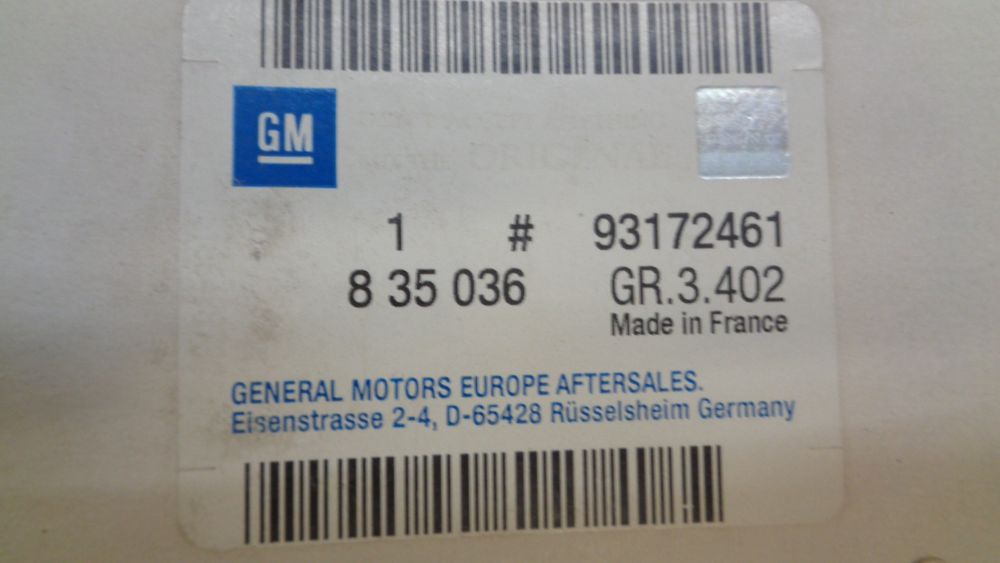 GM
1 # 93172461
8 35 036 GR.3.402
Made in France
GENERAL MOTORS EUROPE AFTERSALES.
Eisenstrasse 2-4, D-65428 Rüsselsheim Germany